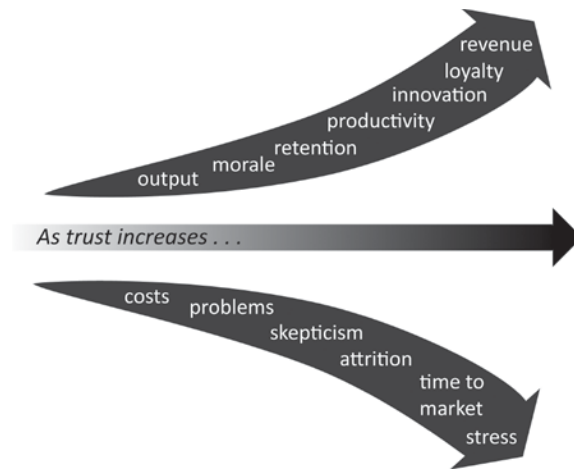 revenue
loyalty
innovation
productivity
retention
morale
output
As trust increases . . .
costs
problems
skepticism
attrition
time to
market
stress